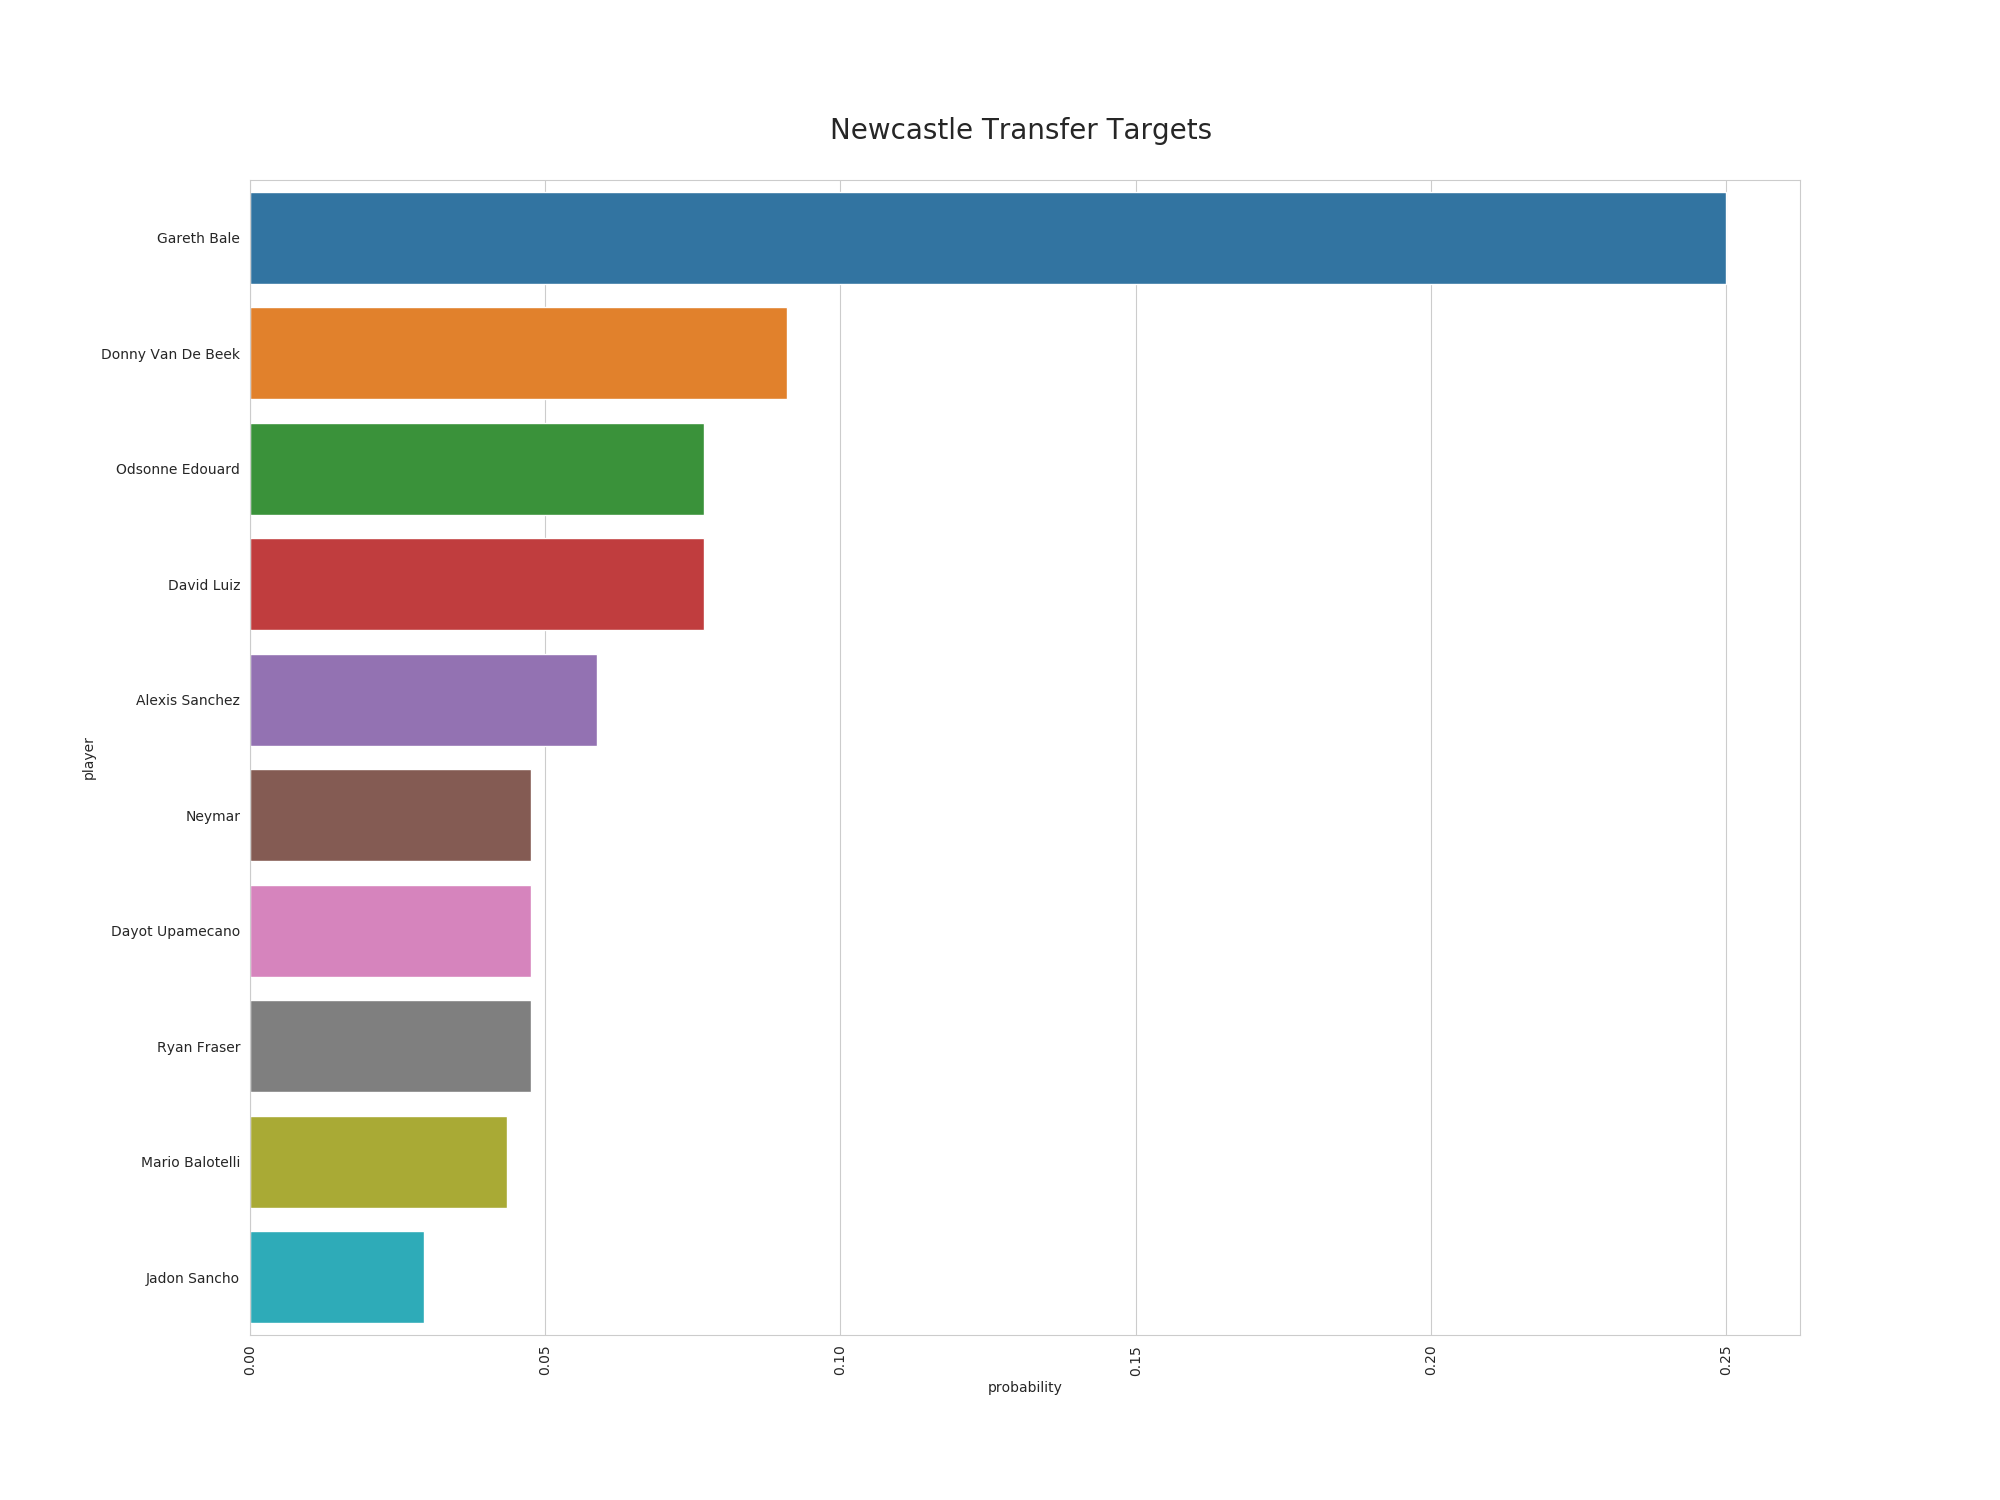 Newcastle Transfer Targets
Gareth Bale
Donny Van De Beek
Odsonne Edouard
David Luiz
Alexis Sanchez
Neymar
Dayot Upamecano
Ryan Fraser
Mario Balotelli
Jadon Sancho
player
0.00 0.05 0.10 0.15 0.20 0.25
probability